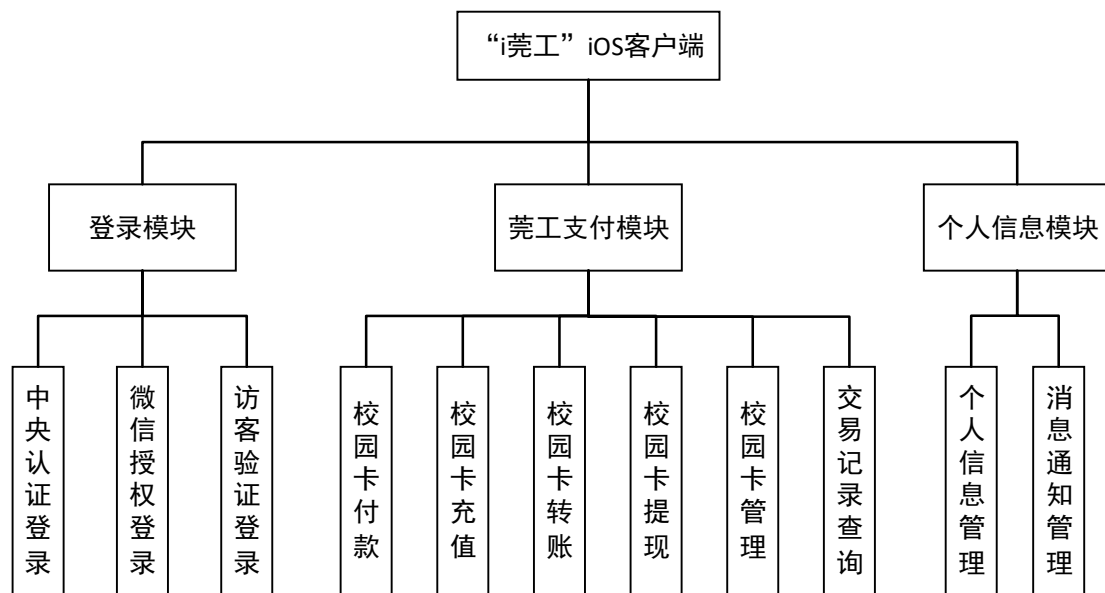 “i莞工”iOS客户端
登录模块
莞工支付模块
个人信息模块
中央认证登录
微信授权登录
访客验证登录
校园卡付款
校园卡充值
校园卡转账
校园卡提现
校园卡管理
交易记录查询
个人信息管理
消息通知管理